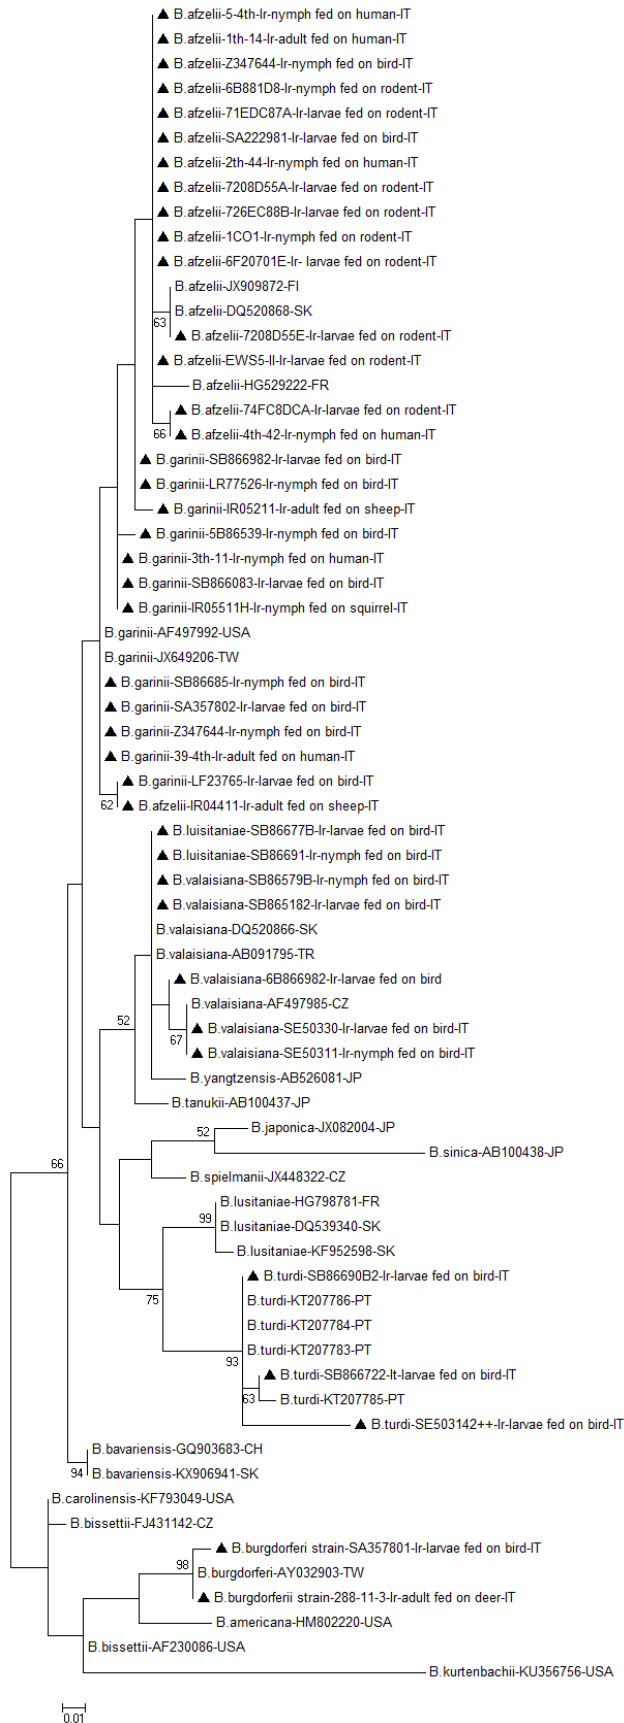 B.afzelii-5-4th-Ir-nymph fed on human-IT
B.afzelii-1th-14-Ir-adult fed on human-IT
B.afzelii-Z347644-Ir-nymph fed on bird-IT
B.afzelii-6B881D8-Ir-nymph fed on rodent-IT
B.afzelii-71EDC87A-Ir-larvae fed on rodent-IT
B.afzelii-SA222981-Ir-larvae fed on bird-IT
B.afzelii-2th-44-Ir-nymph fed on human-IT
B.afzelii-7208D55A-Ir-larvae fed on rodent-IT
B.afzelii-726EC88B-Ir-larvae fed on rodent-IT
B.afzelii-1CO1-Ir-nymph fed on rodent-IT
B.afzelii-6F20701E-Ir- larvae fed on rodent-IT
B.afzelii-JX909872-FI
B.afzelii-DQ520868-SK
63
B.afzelii-7208D55E-Ir-larvae fed on rodent-IT
B.afzelii-EWS5-II-Ir-larvae fed on rodent-IT
B.afzelii-HG529222-FR
B.afzelii-74FC8DCA-Ir-larvae fed on rodent-IT
66
B.afzelii-4th-42-Ir-nymph fed on human-IT
B.garinii-SB866982-Ir-larvae fed on bird-IT
B.garinii-LR77526-Ir-nymph fed on bird-IT
B.garinii-IR05211-Ir-adult fed on sheep-IT
B.garinii-5B86539-Ir-nymph fed on bird-IT
B.garinii-3th-11-Ir-nymph fed on human-IT
B.garinii-SB866083-Ir-larvae fed on bird-IT
B.garinii-IR05511H-Ir-nymph fed on squirrel-IT
B.garinii-AF497992-USA
B.garinii-JX649206-TW
B.garinii-SB86685-Ir-nymph fed on bird-IT
B.garinii-SA357802-Ir-larvae fed on bird-IT
B.garinii-Z347644-Ir-nymph fed on bird-IT
B.garinii-39-4th-Ir-adult fed on human-IT
B.garinii-LF23765-Ir-larvae fed on bird-IT
62
B.afzelii-IR04411-Ir-adult fed on sheep-IT
B.luisitaniae-SB86677B-Ir-larvae fed on bird-IT
B.luisitaniae-SB86691-Ir-nymph fed on bird-IT
B.valaisiana-SB86579B-Ir-nymph fed on bird-IT
B.valaisiana-SB865182-Ir-larvae fed on bird-IT
B.valaisiana-DQ520866-SK
B.valaisiana-AB091795-TR
B.valaisiana-6B866982-Ir-larvae fed on bird
B.valaisiana-AF497985-CZ
52
B.valaisiana-SE50330-Ir-larvae fed on bird-IT
67
B.valaisiana-SE50311-Ir-nymph fed on bird-IT
B.yangtzensis-AB526081-JP
B.tanukii-AB100437-JP
52
B.japonica-JX082004-JP
B.sinica-AB100438-JP
66
B.spielmanii-JX448322-CZ
B.lusitaniae-HG798781-FR
99
B.lusitaniae-DQ539340-SK
B.lusitaniae-KF952598-SK
B.turdi-SB86690B2-Ir-larvae fed on bird-IT
75
B.turdi-KT207786-PT
B.turdi-KT207784-PT
B.turdi-KT207783-PT
93
B.turdi-SB866722-It-larvae fed on bird-IT
63
B.turdi-KT207785-PT
B.turdi-SE503142++-Ir-larvae fed on bird-IT
B.bavariensis-GQ903683-CH
94
B.bavariensis-KX906941-SK
B.carolinensis-KF793049-USA
B.bissettii-FJ431142-CZ
B.burgdorferi strain-SA357801-Ir-larvae fed on bird-IT
98
B.burgdorferi-AY032903-TW
B.burgdorferii strain-288-11-3-Ir-adult fed on deer-IT
B.americana-HM802220-USA
B.bissettii-AF230086-USA
B.kurtenbachii-KU356756-USA
0.01